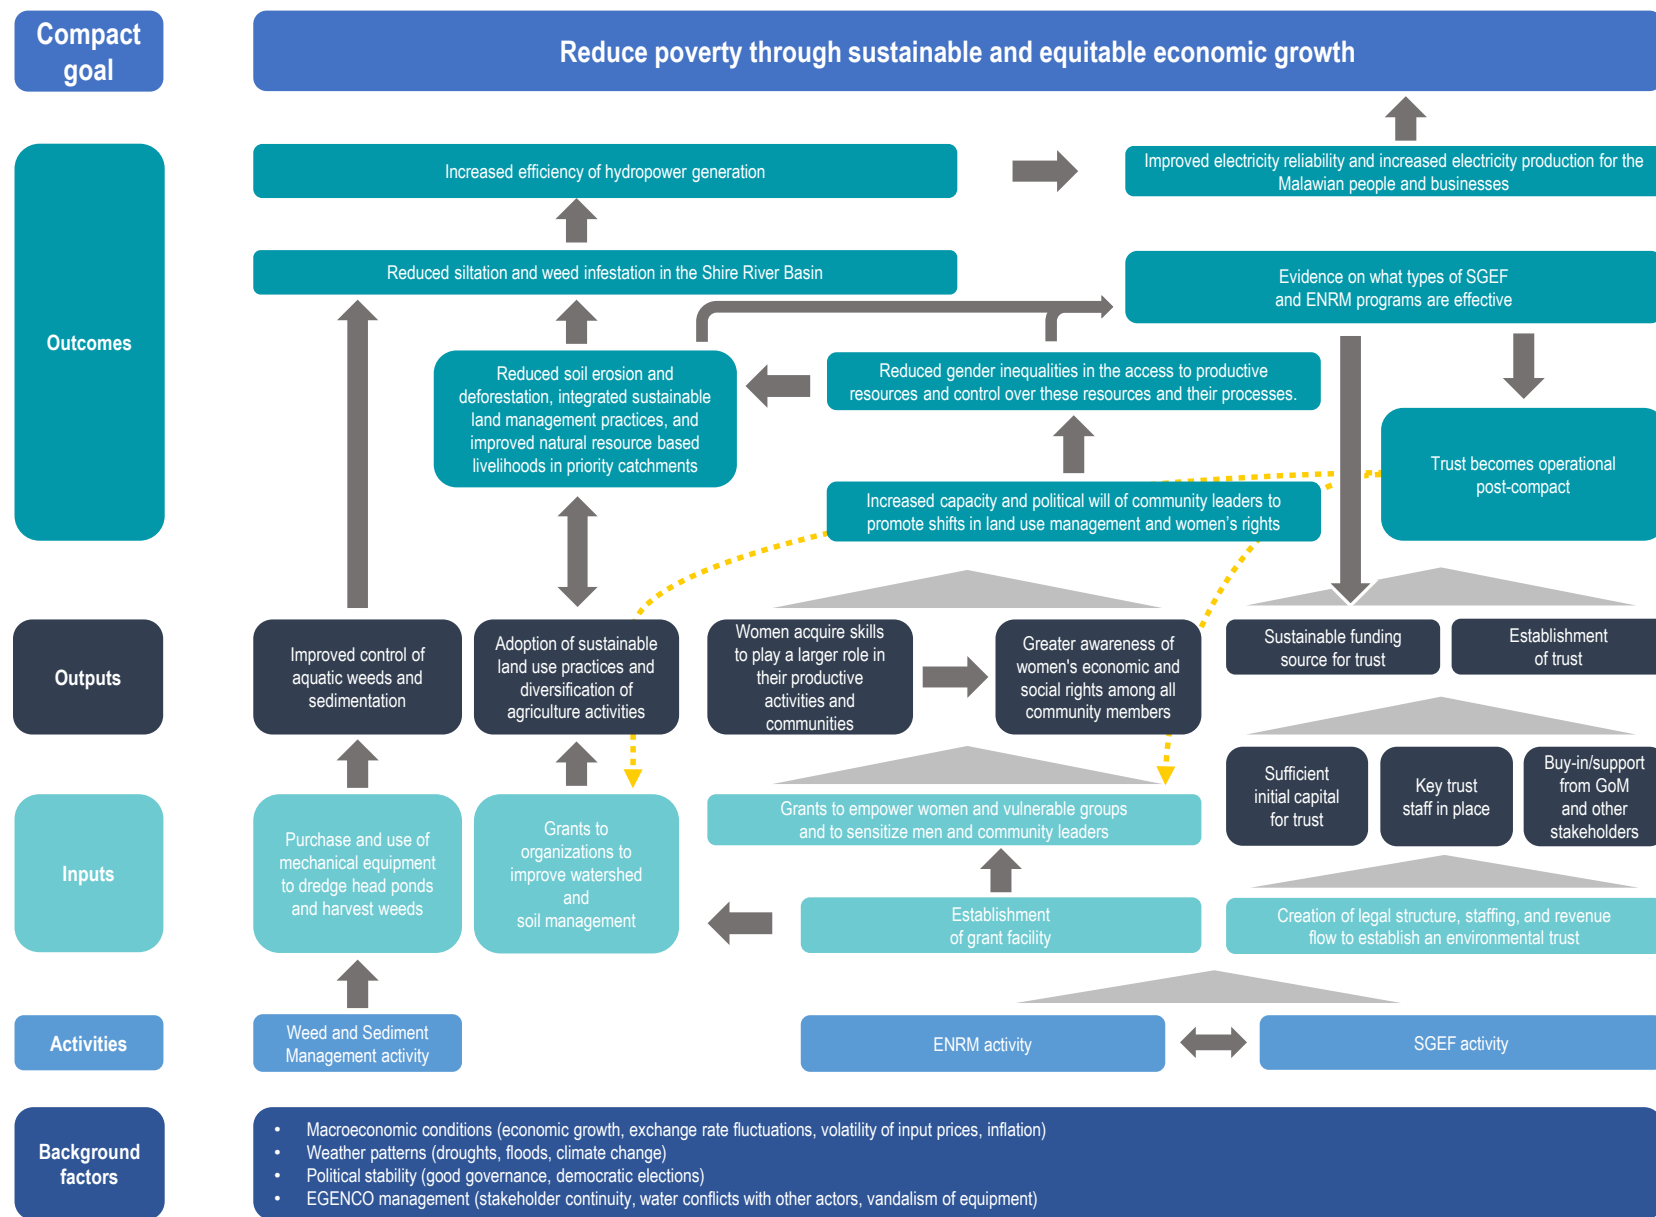 Compact
goal
Reduce poverty through sustainable and equitable economic growth
Outcomes
Increased efficiency of hydropower generation
Improved electricity reliability and increased electricity production for the
Malawian people and businesses
Reduced siltation and weed infestation in the Shire River Basin
Evidence on what types of SGEF
and ENRM programs are effective
Reduced soil erosion and
deforestation, integrated sustainable
land management practices, and
improved natural resource based
livelihoods in priority catchments
Reduced gender inequalities in the access to productive
resources and control over these resources and their processes.
Trust becomes operational
post-compact
Increased capacity and political will of community leaders to
promote shifts in land use management and women’s rights
Outputs
Improved control of
aquatic weeds and
sedimentation
Adoption of sustainable
land use practices and
diversification of
agriculture activities
Women acquire skills
to play a larger role in
their productive
activities and
communities
Greater awareness of
women's economic and
social rights among all
community members
Sustainable funding
source for trust
Establishment
of trust
Sufficient
initial capital
for trust
Key trust
staff in place
Buy-in/support
from GoM
and other
stakeholders
Inputs
Purchase and use of
mechanical equipment
to dredge head ponds
and harvest weeds
Grants to
organizations to
improve watershed
and
soil management
Grants to empower women and vulnerable groups
and to sensitize men and community leaders
Establishment
of grant facility
Creation of legal structure, staffing, and revenue
flow to establish an environmental trust
Activities
Weed and Sediment
Management activity
ENRM activity
SGEF activity
Background
factors
• Macroeconomic conditions (economic growth, exchange rate fluctuations, volatility of input prices, inflation)
• Weather patterns (droughts, floods, climate change)
• Political stability (good governance, democratic elections)
• EGENCO management (stakeholder continuity, water conflicts with other actors, vandalism of equipment)